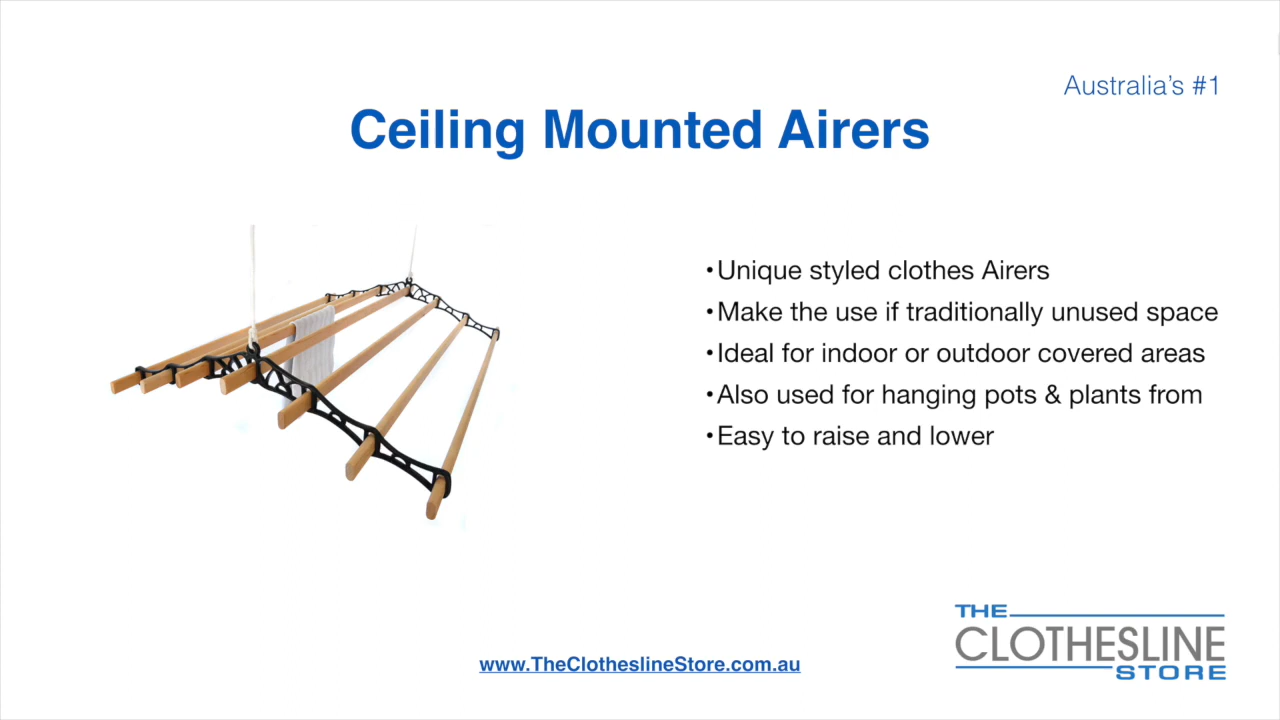 Australia's #1
Ceiling Mounted Airers
•Unique styled clothes Airers
•Make the use if traditionally unused space
•Ideal for indoor or outdoor covered areas
•Also used for hanging pots & plants from
•Easy to raise and lower
www.TheClotheslineStore.com.au
THE
CLOTHESLINE
STORE